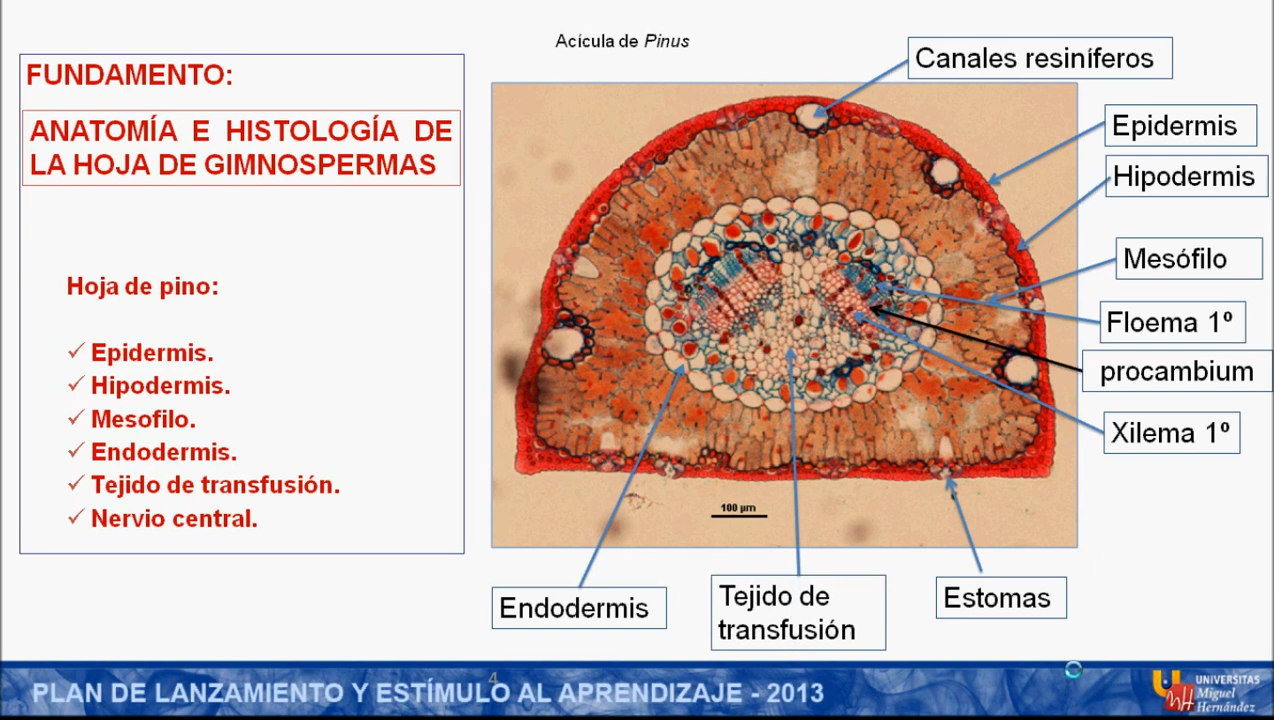 Acícula de Pinus
FUNDAMENTO:
ANATOMÍA E HISTOLOGÍA DE
LA HOJA DE GIMNOSPERMAS
Hoja de pino:
✓ Epidermis.
✓ Hipodermis.
✓ Mesofilo.
✓ Endodermis.
✓ Tejido de transfusión.
✓ Nervio central.
Canales resiníferos
Epidermis
Hipodermis
Mesófilo
Floema 1º
procambium
Xilema 1º
100 µm
Endodermis
Tejido de
transfusión
Estomas
4
PLAN DE LANZAMIENTO Y ESTÍMULO AL APRENDIZAJE - 2013
UNIVERSITAS
Miguel
Hernández